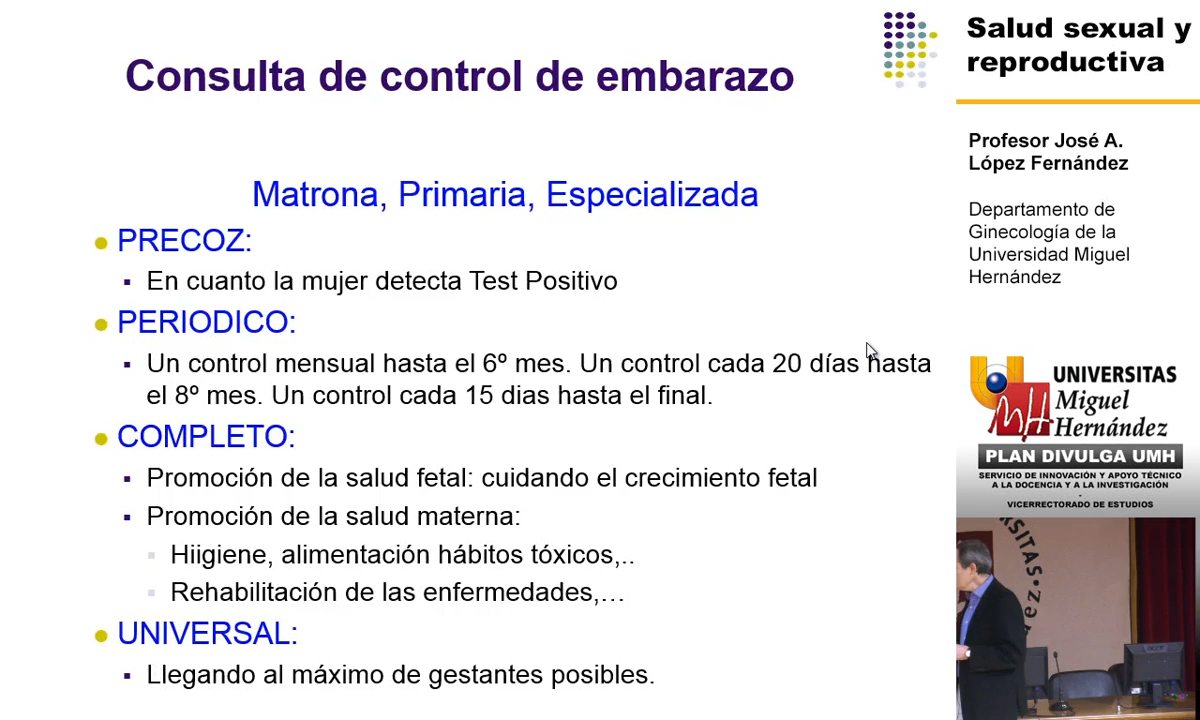 Consulta de control de embarazo
Matrona, Primaria, Especializada
PRECOZ:
En cuanto la mujer detecta Test Positivo
PERIODICO:
Un control mensual hasta el 6º mes. Un control cada 20 días hasta
el 8º mes. Un control cada 15 dias hasta el final.
COMPLETO:
Promoción de la salud fetal: cuidando el crecimiento fetal
Promoción de la salud materna:
Hiigiene, alimentación hábitos tóxicos,..
Rehabilitación de las enfermedades,...
UNIVERSAL:
Llegando al máximo de gestantes posibles.
Salud sexual y
reproductiva
Profesor José A.
López Fernández
Departamento de
Ginecología de la
Universidad Miguel
Hernández
UMH
UNIVERSITAS
Miguel
Hernández
PLAN DIVULGA UMH
SERVICIO DE INNOVACIÓN Y APOYO TÉCNICO
A LA DOCENCIA Y A LA INVESTIGACIÓN
-
VICERRECTORADO DE ESTUDIOS